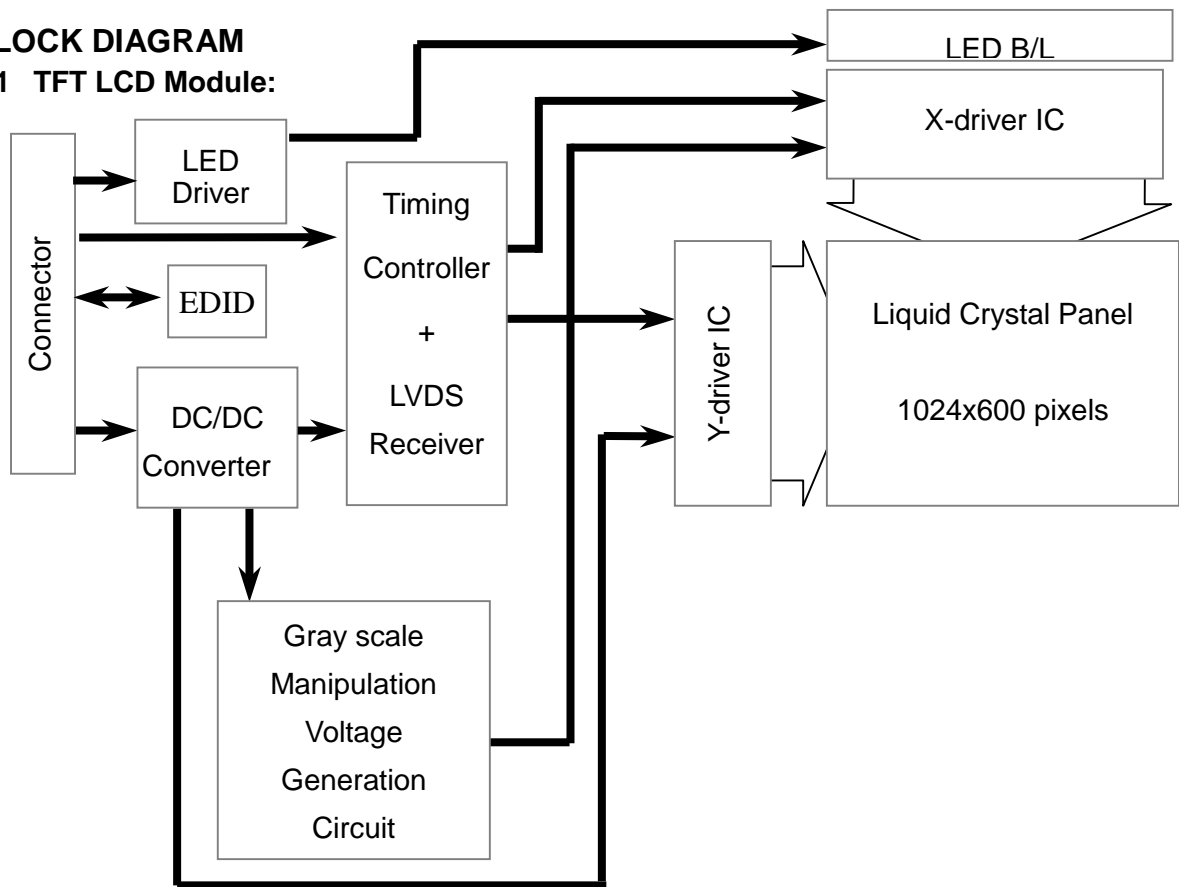 LOCK DIAGRAM
1 TFT LCD Module:
LED B/L
X-driver IC
LED
Driver
Timing
Controller
+
LVDS
Receiver
Connector
EDID
DC/DC
Converter
Y-driver IC
Liquid Crystal Panel
1024x600 pixels
Gray scale
Manipulation
Voltage
Generation
Circuit